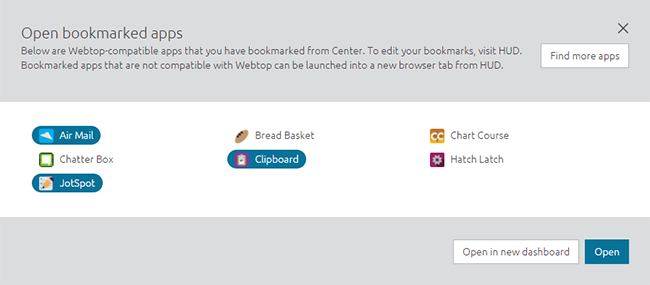 Open bookmarked apps
Below are Webtop-compatible apps that you have bookmarked from Center. To edit your bookmarks, visit HUD.
Bookmarked apps that are not compatible with Webtop can be launched into a new browser tab from HUD.
Find more apps
Air Mail
Bread Basket
CC Chart Course
Chatter Box
Clipboard
Hatch Latch
JotSpot
Open in new dashboard
Open